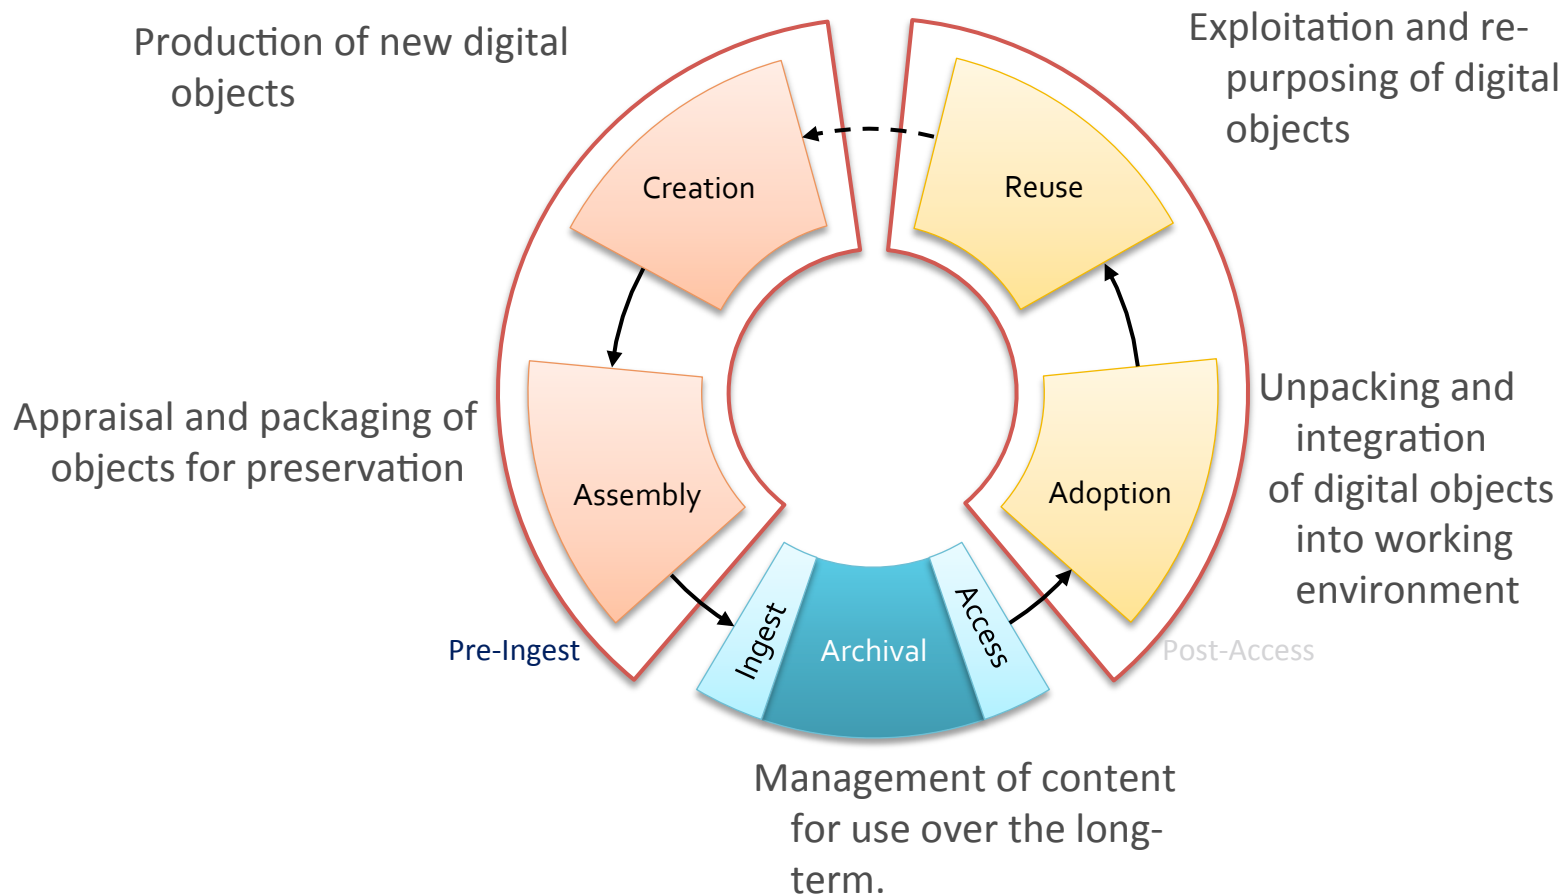 Production of new digital
objects
Exploitation and re-
purposing of digital
objects
Creation
Reuse
Appraisal and packaging of
objects for preservation
Unpacking and
integration
of digital objects
into working
environment
Assembly
Adoption
Pre-Ingest
Ingest
Archival
Access
Post-Access
Management of content
for use over the long-
term.